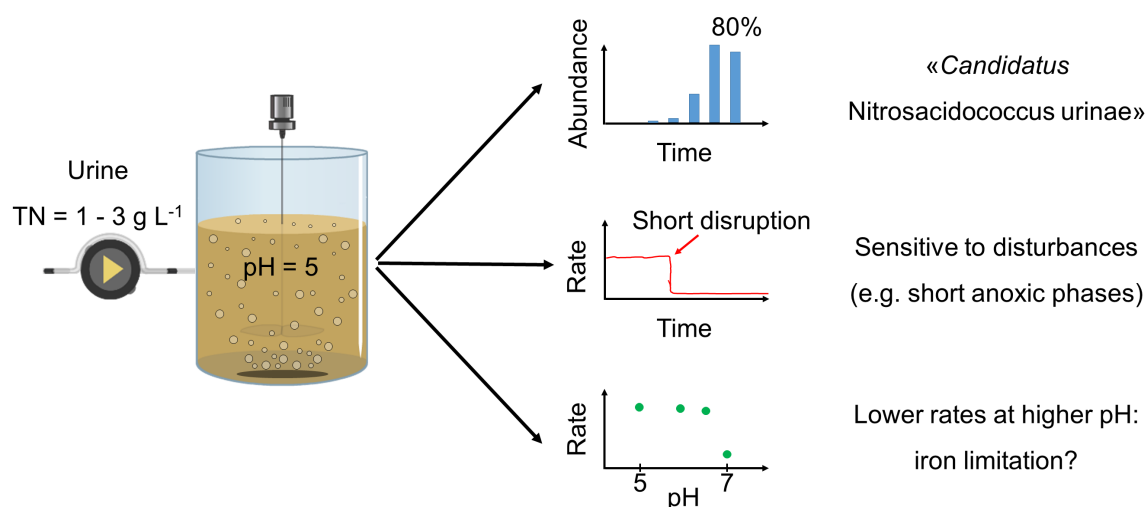 Urine
TN = 1 - 3 g L⁻¹
pH = 5
80%
Abundance
Time
«Candidatus
Nitrosacidococcus urinae»
Short disruption
Rate
Time
Sensitive to disturbances
(e.g. short anoxic phases)
Rate
5 7
pH
Lower rates at higher pH:
iron limitation?